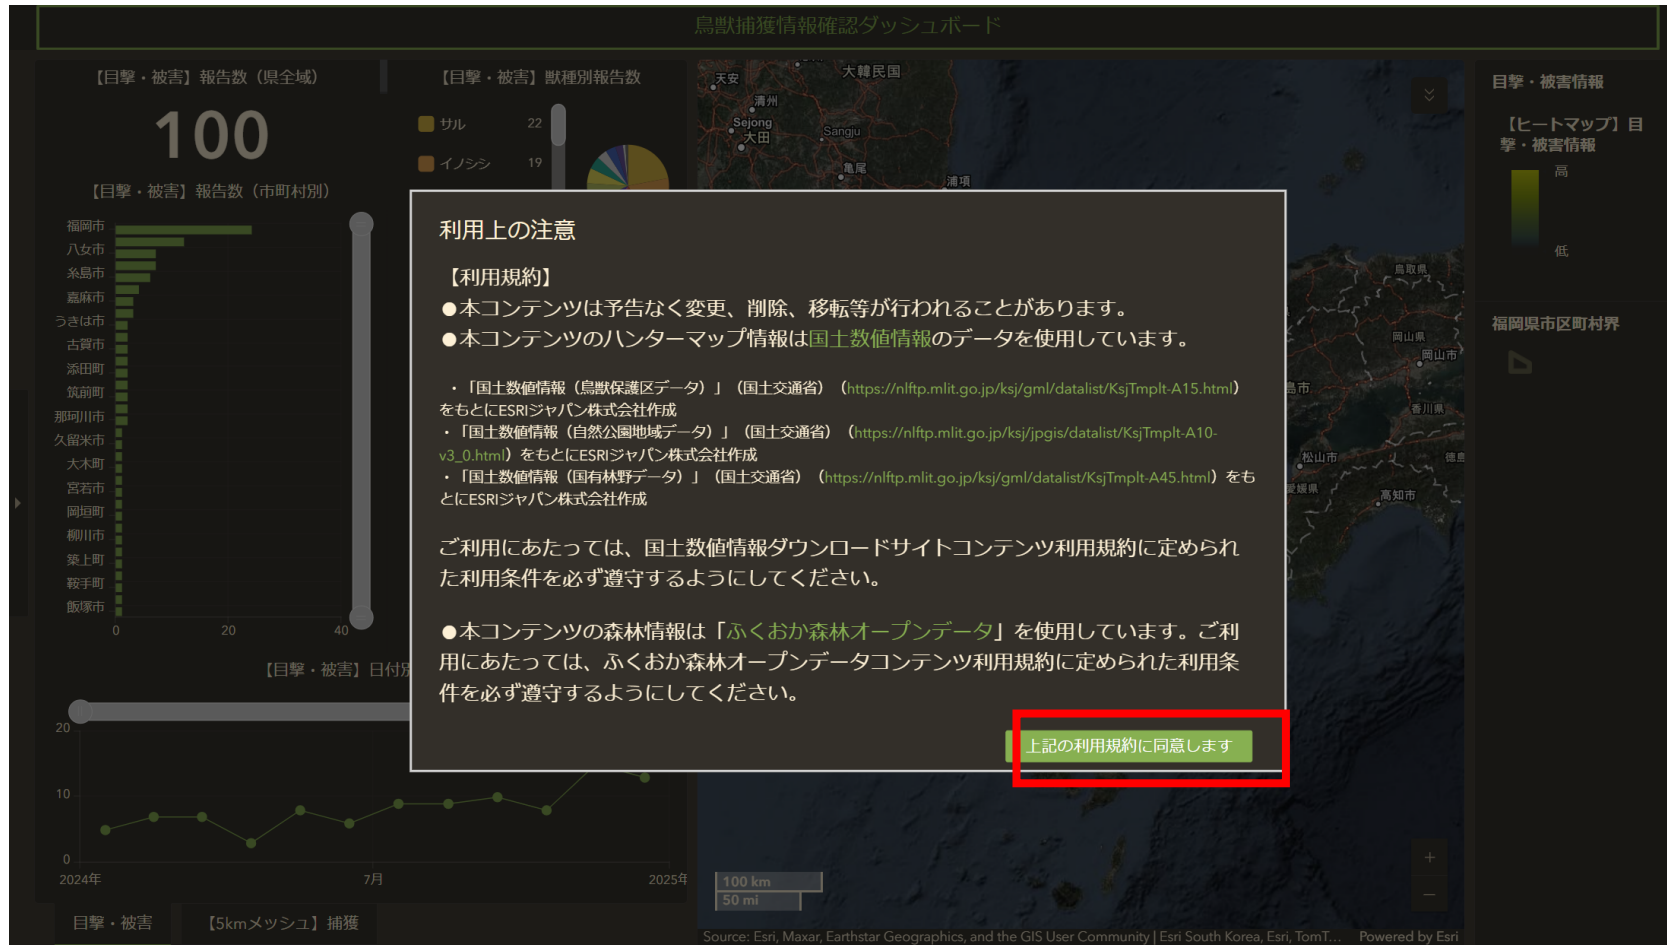 鳥獣捕獲情報確認ダッシュボード
【目撃・被害】報告数（県全域）
100
【目撃・被害】報告数（市町村別）
福岡市
八女市
糸島市
嘉麻市
うきは市
古賀市
添田町
筑前町
那珂川市
久留米市
大木町
宮若市
岡垣町
柳川市
築上町
鞍手町
飯塚市
0
20
40
【目撃・被害】獣種別報告数
サル 22
イノシシ 19
【目撃・被害】日付別
20
10
0
2024年
7月
2025年
目撃・被害
【5kmメッシュ】捕獲
天安
大韓民国
清州
Sejong
大田
Sangju
亀尾
浦項
鳥取県
岡山県
岡山市
島市
香川県
松山市
徳島
愛媛県
高知市
100 km
50 mi
+
−
Source: Esri, Maxar, Earthstar Geographics, and the GIS User Community | Esri South Korea, Esri, TomT...
Powered by Esri
目撃・被害情報
【ヒートマップ】目
撃・被害情報
高
低
福岡県市区町村界
利用上の注意
【利用規約】
●本コンテンツは予告なく変更、削除、移転等が行われることがあります。
●本コンテンツのハンターマップ情報は国土数値情報のデータを使用しています。
・「国土数値情報（鳥獣保護区データ）」（国土交通省）（https://nlftp.mlit.go.jp/ksj/gml/datalist/KsjTmplt-A15.html）
をもとにESRIジャパン株式会社作成
・「国土数値情報（自然公園地域データ）」（国土交通省）（https://nlftp.mlit.go.jp/ksj/jpgis/datalist/KsjTmplt-A10-
v3_0.html）をもとにESRIジャパン株式会社作成
・「国土数値情報（国有林野データ）」（国土交通省）（https://nlftp.mlit.go.jp/ksj/gml/datalist/KsjTmplt-A45.html）をも
とにESRIジャパン株式会社作成
ご利用にあたっては、国土数値情報ダウンロードサイトコンテンツ利用規約に定められ
た利用条件を必ず遵守するようにしてください。
●本コンテンツの森林情報は「ふくおか森林オープンデータ」を使用しています。ご利
用にあたっては、ふくおか森林オープンデータコンテンツ利用規約に定められた利用条
件を必ず遵守するようにしてください。
上記の利用規約に同意します